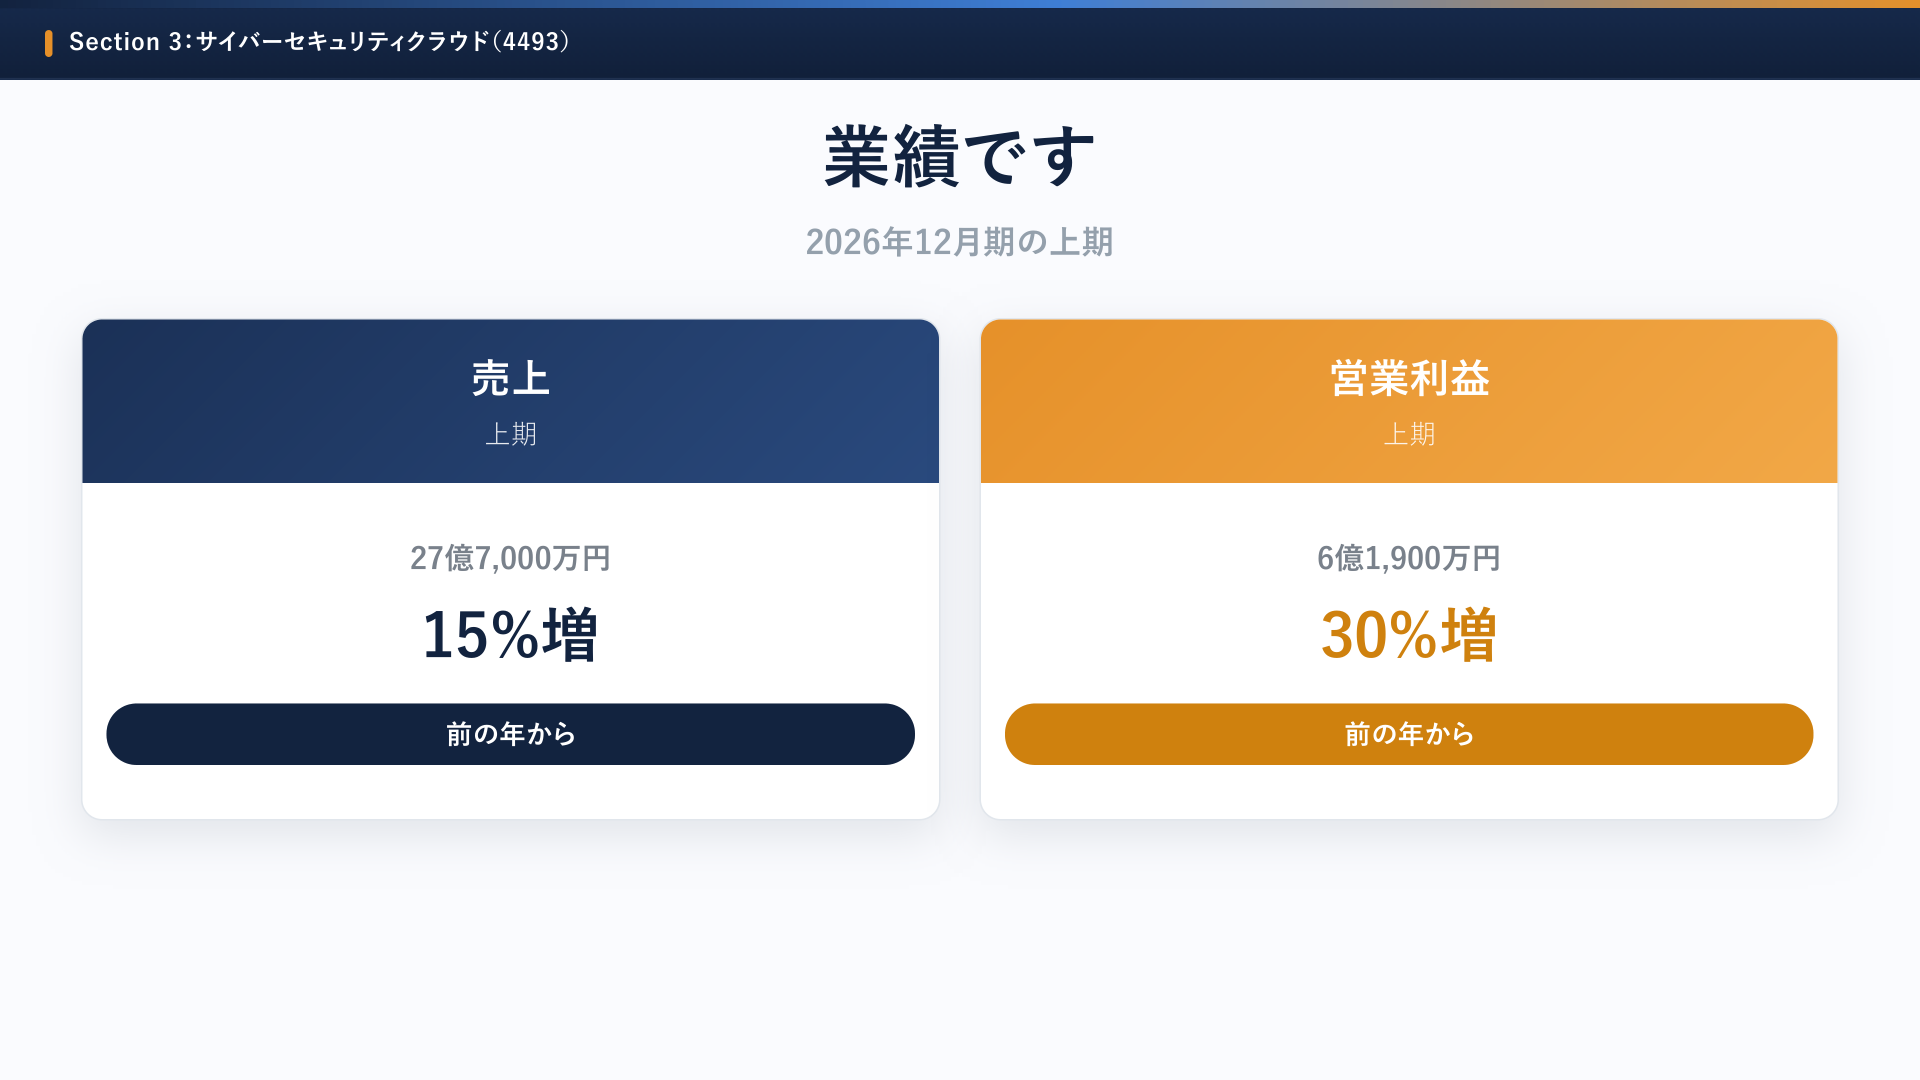 Section 3：サイバーセキュリティクラウド（4493）
業績です
2026年12月期の上期
売上
上期
27億7,000万円
15%増
前の年から
営業利益
上期
6億1,900万円
30%増
前の年から